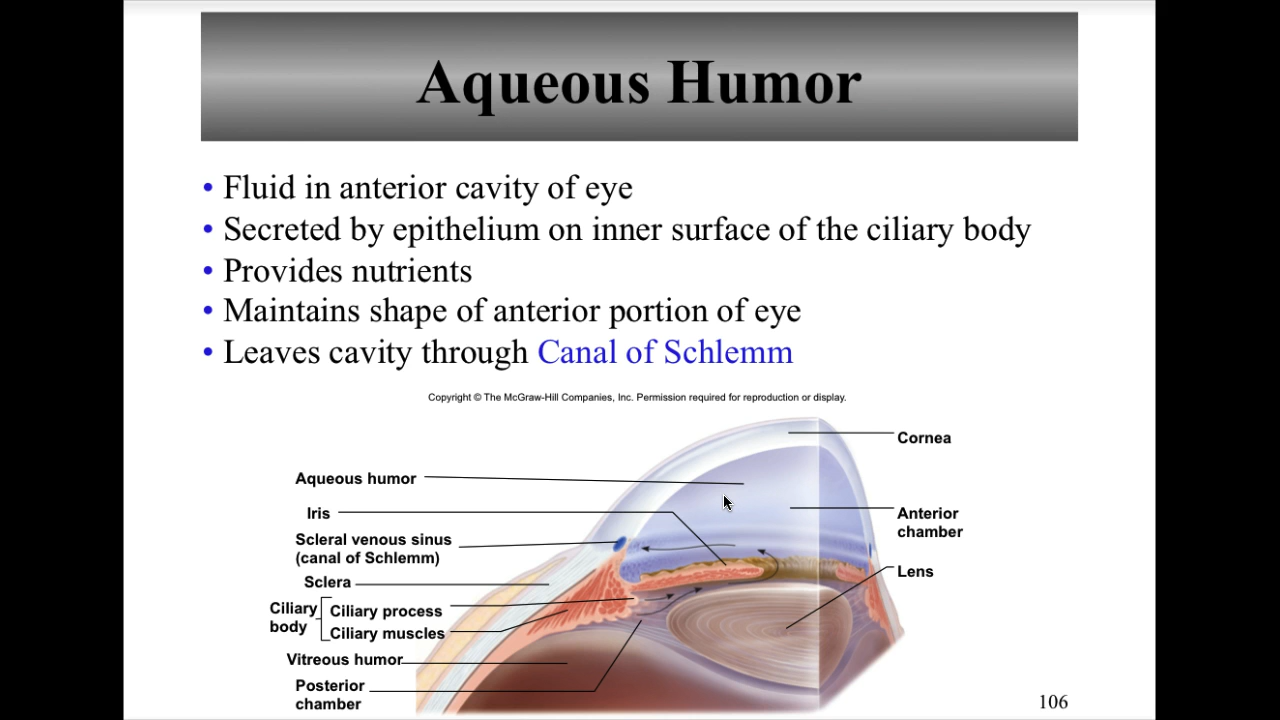 Aqueous Humor
• Fluid in anterior cavity of eye
• Secreted by epithelium on inner surface of the ciliary body
• Provides nutrients
• Maintains shape of anterior portion of eye
• Leaves cavity through Canal of Schlemm
Copyright © The McGraw-Hill Companies, Inc. Permission required for reproduction or display.
Aqueous humor
Iris
Scleral venous sinus
(canal of Schlemm)
Sclera
Ciliary
body
Ciliary process
Ciliary muscles
Vitreous humor
Posterior
chamber
Cornea
Anterior
chamber
Lens
106